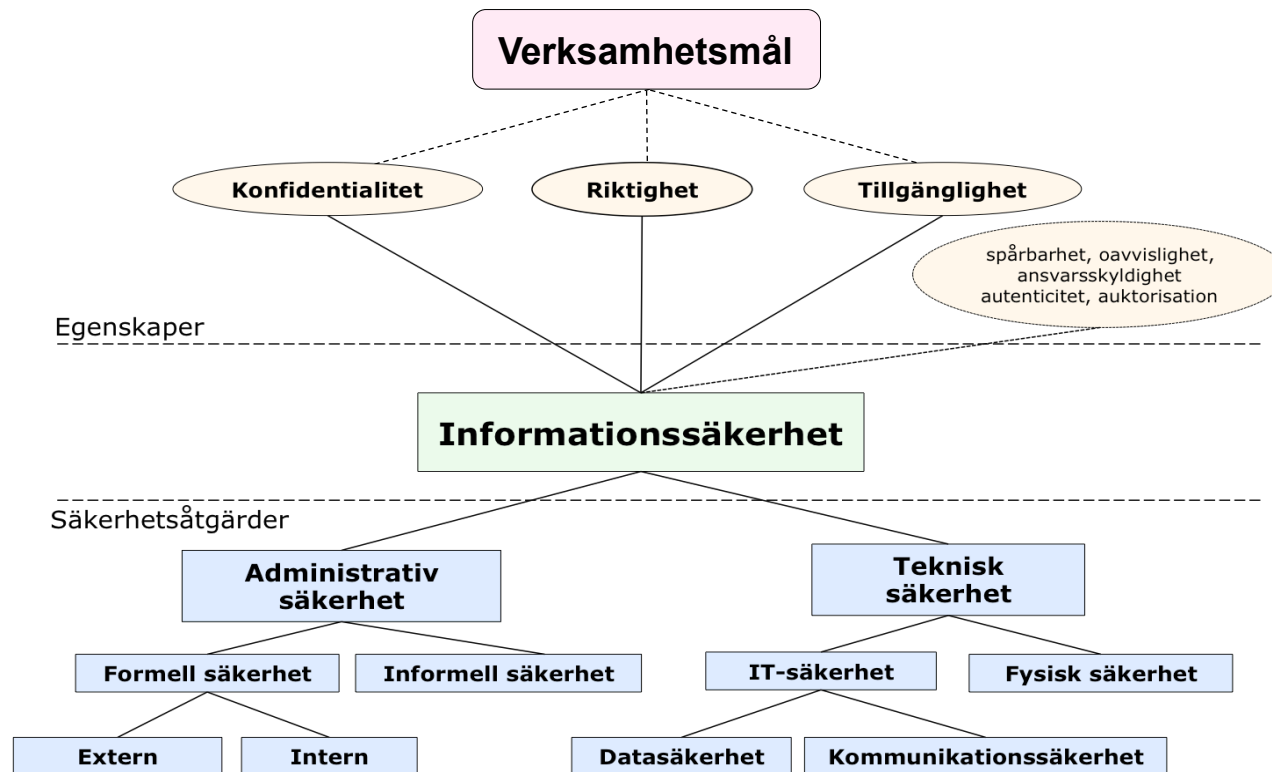 Verksamhetsmål
Konfidentialitet
Riktighet
Tillgänglighet
spårbarhet, oavvislighet,
ansvarsskyldighet
autenticitet, auktorisation
Egenskaper
Informationssäkerhet
Säkerhetsåtgärder
Administrativ
säkerhet
Teknisk
säkerhet
Formell säkerhet
Informell säkerhet
IT-säkerhet
Fysisk säkerhet
Extern
Intern
Datasäkerhet
Kommunikationssäkerhet